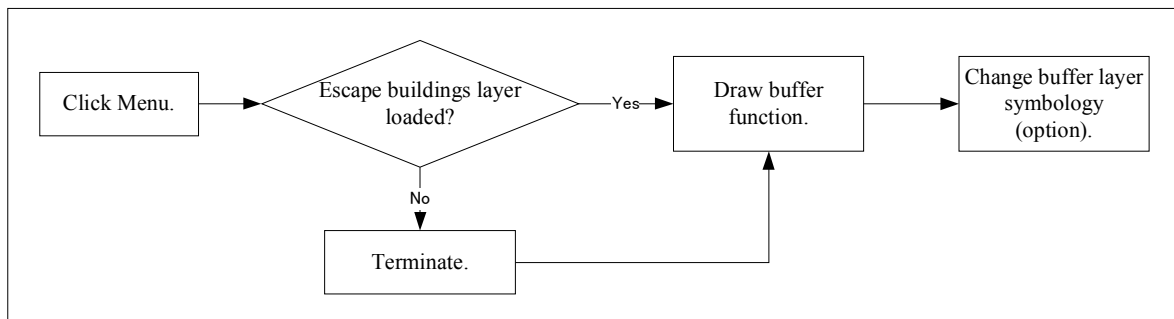 Click Menu.
Escape buildings layer
loaded?
Yes
Draw buffer
function.
Change buffer layer
symbology
(option).
No
Terminate.